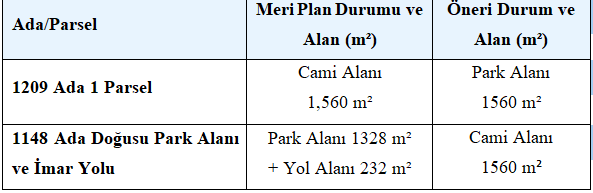 Ada/Parsel
Meri Plan Durumu ve
Alan (m²)
Öneri Durum ve
Alan (m²)
1209 Ada 1 Parsel
Cami Alanı
1,560 m²
Park Alanı
1560 m²
1148 Ada Doğusu Park Alanı
ve İmar Yolu
Park Alanı 1328 m²
+ Yol Alanı 232 m²
Cami Alanı
1560 m²